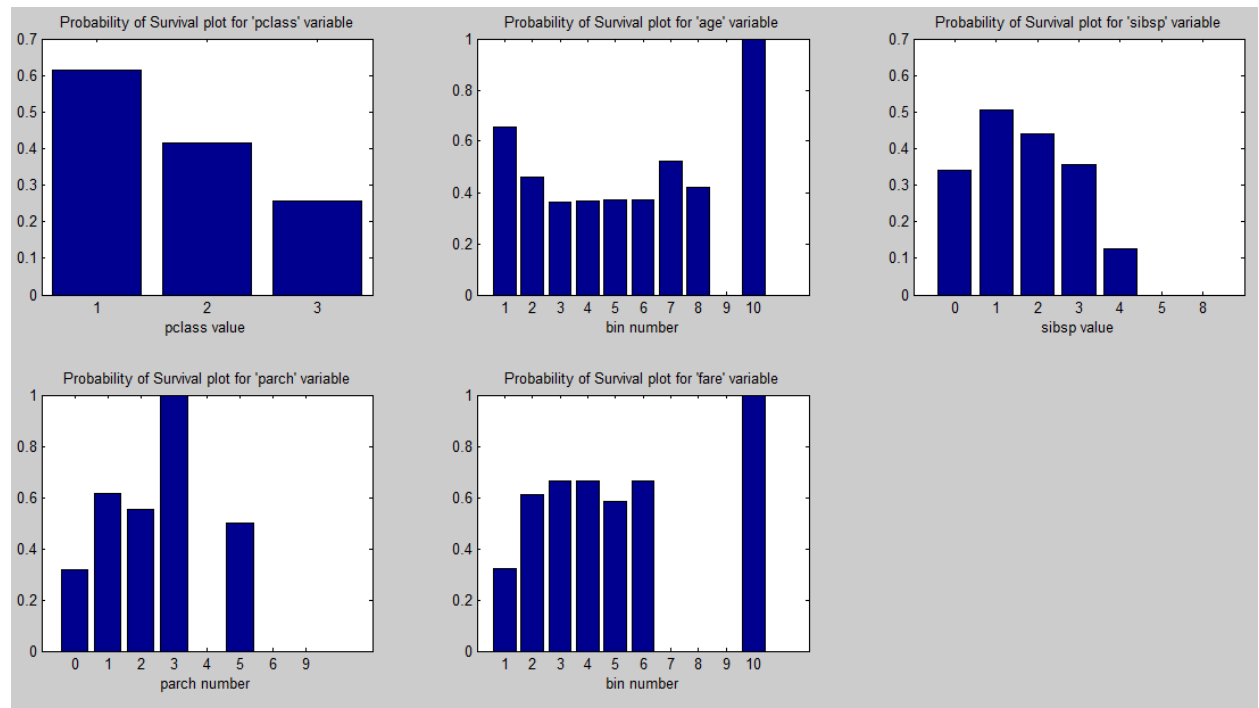 Probability of Survival plot for 'pclass' variable
0.7
0.6
0.5
0.4
0.3
0.2
0.1
0
1 2 3
pclass value
Probability of Survival plot for 'age' variable
1
0.8
0.6
0.4
0.2
0
1 2 3 4 5 6 7 8 9 10
bin number
Probability of Survival plot for 'sibsp' variable
0.7
0.6
0.5
0.4
0.3
0.2
0.1
0
0 1 2 3 4 5 8
sibsp value
Probability of Survival plot for 'parch' variable
1
0.8
0.6
0.4
0.2
0
0 1 2 3 4 5 6 9
parch number
Probability of Survival plot for 'fare' variable
1
0.8
0.6
0.4
0.2
0
1 2 3 4 5 6 7 8 9 10
bin number